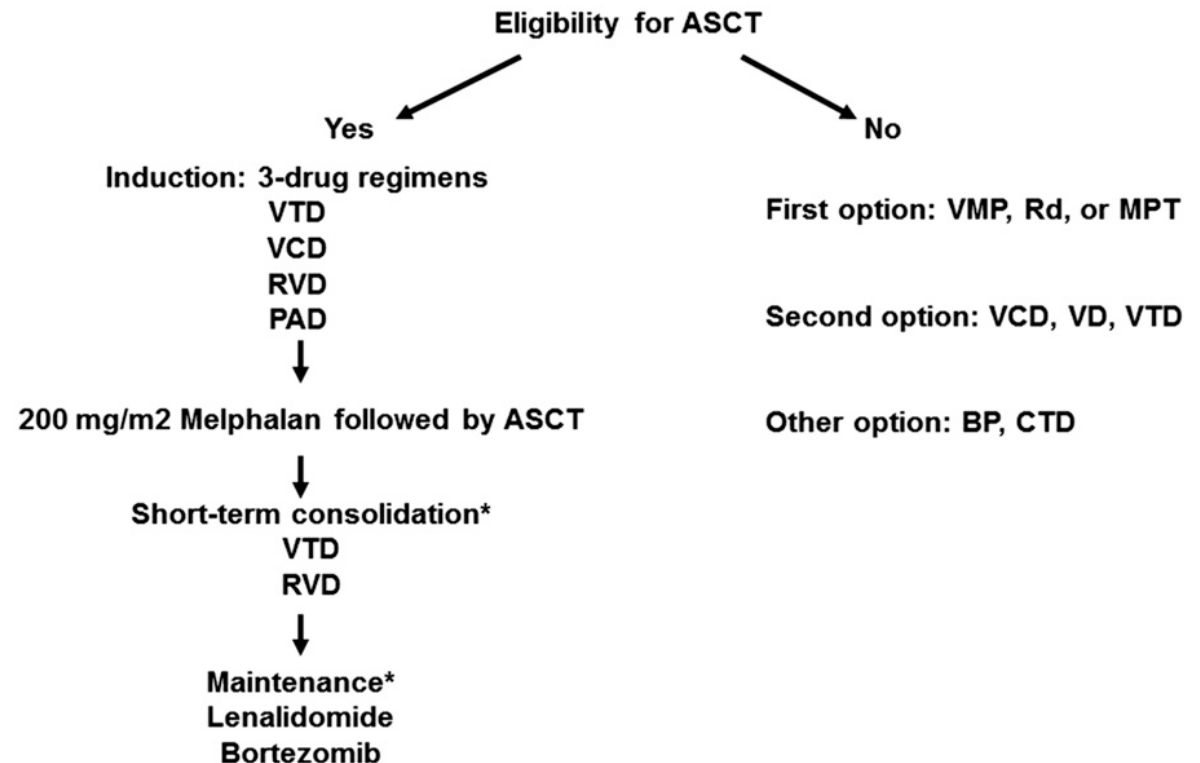 Eligibility for ASCT
Yes
Induction: 3-drug regimens
VTD
VCD
RVD
PAD
200 mg/m2 Melphalan followed by ASCT
Short-term consolidation*
VTD
RVD
Maintenance*
Lenalidomide
Bortezomib
No
First option: VMP, Rd, or MPT
Second option: VCD, VD, VTD
Other option: BP, CTD